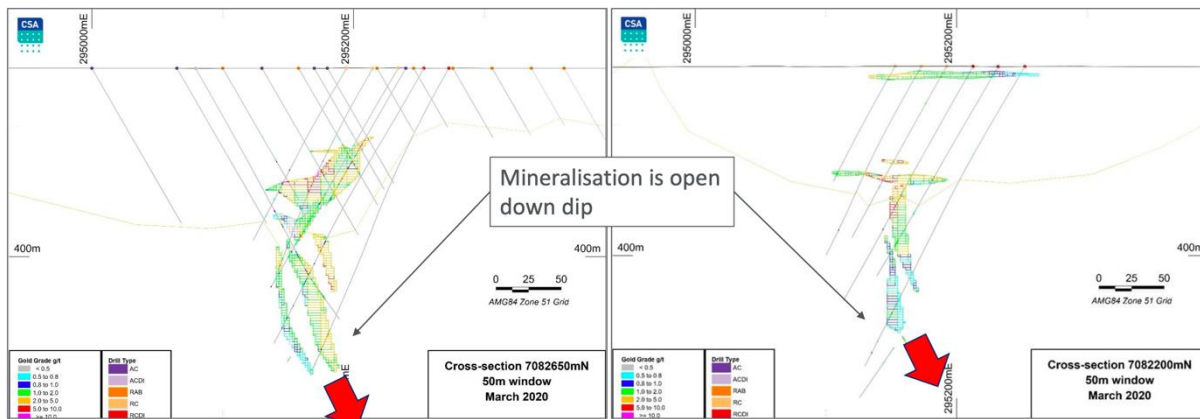 CSA
295000mE
295200mE
400m
0 25 50
AMG84 Zone 51 Grid
Gold Grade g/t
< 0.5
0.5 to 0.8
0.8 to 1.0
1.0 to 2.0
2.0 to 5.0
5.0 to 10.0
>= 10.0
Drill Type
AC
ACDI
RAB
RC
RCDI
Cross-section 7082650mN
50m window
March 2020
Mineralisation is open
down dip
CSA
295000mE
295200mE
400m
0 25 50
AMG84 Zone 51 Grid
Gold Grade g/t
< 0.5
0.5 to 0.8
0.8 to 1.0
1.0 to 2.0
2.0 to 5.0
5.0 to 10.0
>= 10.0
Drill Type
AC
ACDI
RAB
RC
RCDI
Cross-section 7082200mN
50m window
March 2020
295200mE